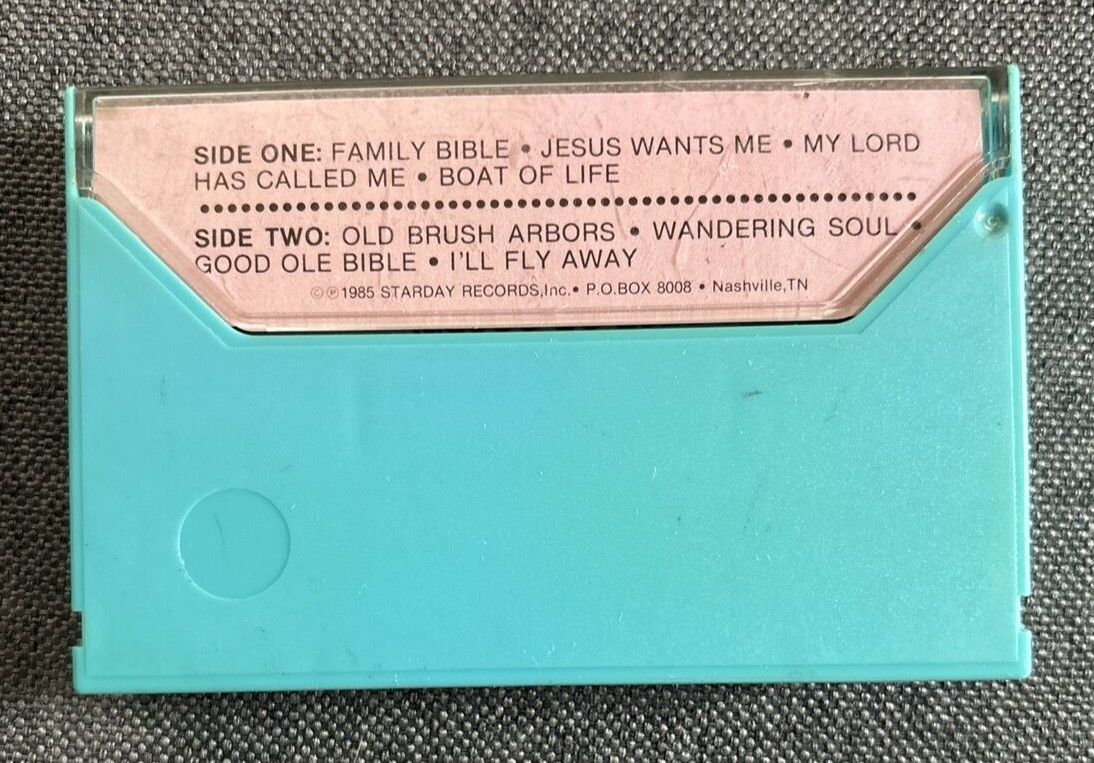 SIDE ONE: FAMILY BIBLE • JESUS WANTS ME • MY LORD
HAS CALLED ME • BOAT OF LIFE
SIDE TWO: OLD BRUSH ARBORS • WANDERING SOUL •
GOOD OLE BIBLE • I'LL FLY AWAY
©℗1985 STARDAY RECORDS,Inc.• P.O.BOX 8008 • Nashville,TN